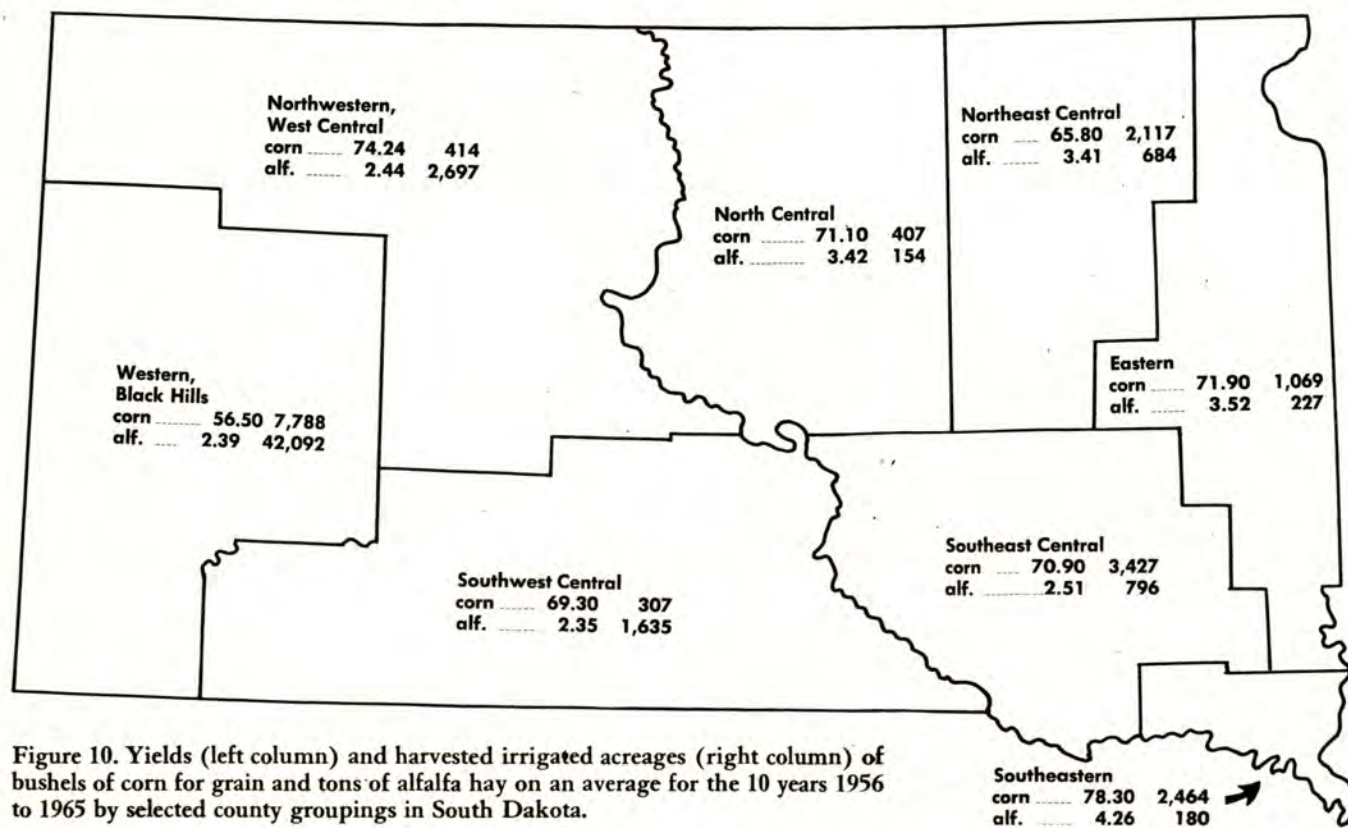 Northwestern,
West Central
corn ...... 74.24 414
alf. ...... 2.44 2,697
Northeast Central
corn ...... 65.80 2,117
alf. ........ 3.41 684
North Central
corn ........ 71.10 407
alf. .......... 3.42 154
Western,
Black Hills
corn ........ 56.50 7,788
alf. .... 2.39 42,092
Eastern
corn ...... 71.90 1,069
alf. ........ 3.52 227
Southwest Central
corn ...... 69.30 307
alf. ...... 2.35 1,635
Southeast Central
corn .... 70.90 3,427
alf. ..........2.51 796
Southeastern
corn ...... 78.30 2,464
alf. ........ 4.26 180
Figure 10. Yields (left column) and harvested irrigated acreages (right column) of
bushels of corn for grain and tons of alfalfa hay on an average for the 10 years 1956
to 1965 by selected county groupings in South Dakota.